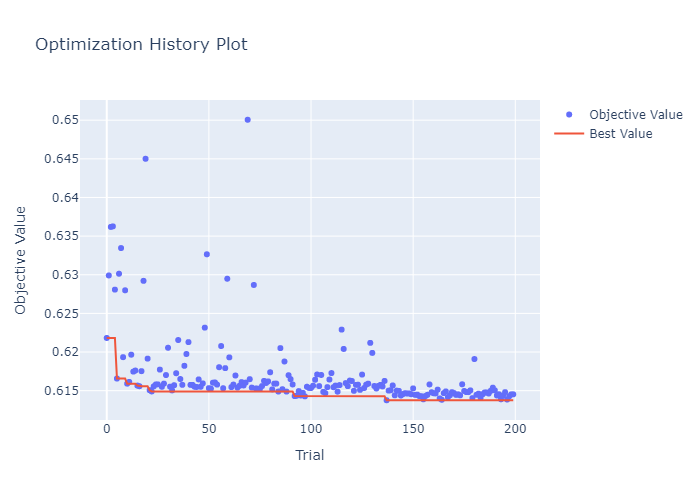 Optimization History Plot
Objective Value
Best Value
0.65
0.645
0.64
0.635
0.63
0.625
0.62
0.615
Objective Value
0
50
100
150
200
Trial